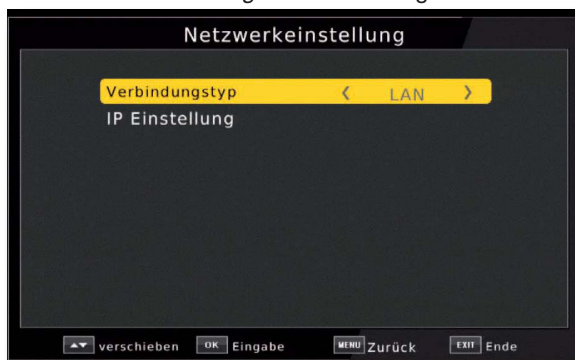 Netzwerkeinstellung
Verbindungstyp LAN
IP Einstellung
verschieben OK Eingabe MENU Zurück EXIT Ende